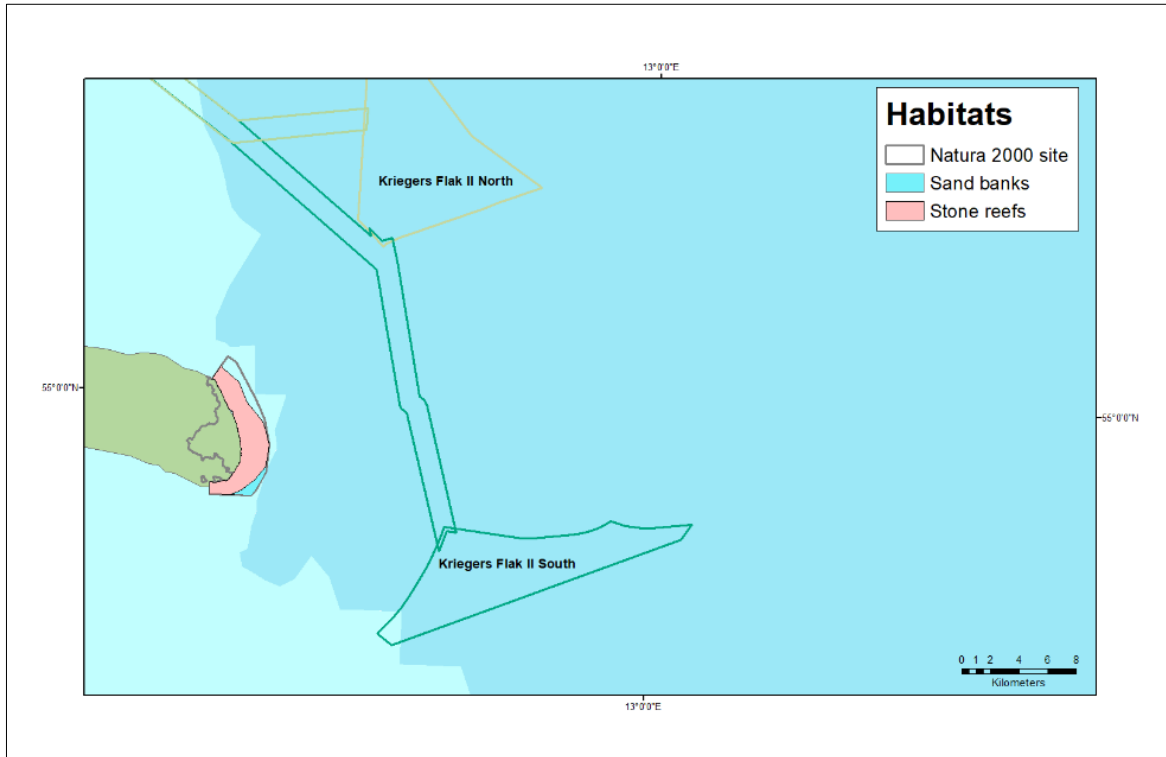 13°0'0"E
Habitats
Natura 2000 site
Sand banks
Stone reefs
Kriegers Flak II North
55°0'0"N
55°0'0"N
Kriegers Flak II South
0 1 2 4 6 8
Kilometers
13°0'0"E